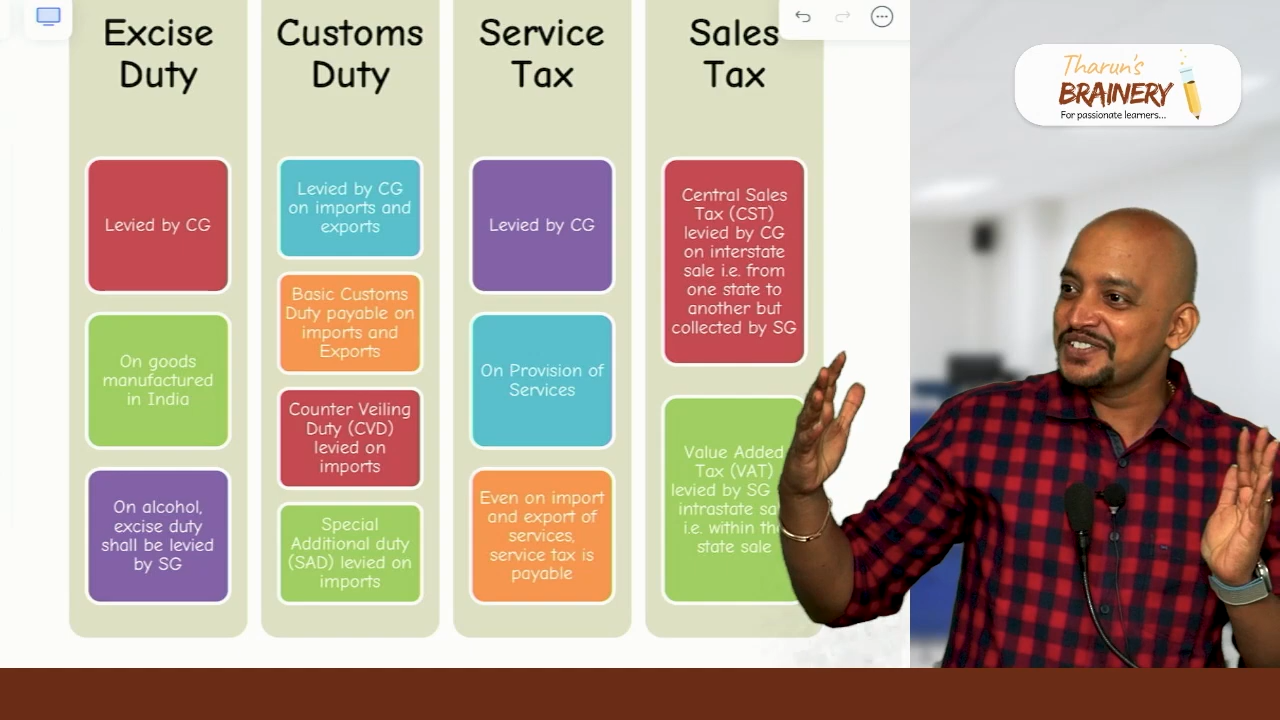 Excise
Duty
Levied by CG
On goods
manufactured
in India
On alcohol,
excise duty
shall be levied
by SG
Customs
Duty
Levied by CG
on imports and
exports
Basic Customs
Duty payable on
imports and
Exports
Counter Veiling
Duty (CVD)
levied on
imports
Special
Additional duty
(SAD) levied on
imports
Service
Tax
Levied by CG
On Provision of
Services
Even on import
and export of
services,
service tax is
payable
Sales
Tax
Central Sales
Tax (CST)
levied by CG
on interstate
sale i.e. from
one state to
another but
collected by SG
Value Added
Tax (VAT)
levied by SG
intrastate
i.e. within the
state sale
Tharun's
BRAINERY
For passionate learners...